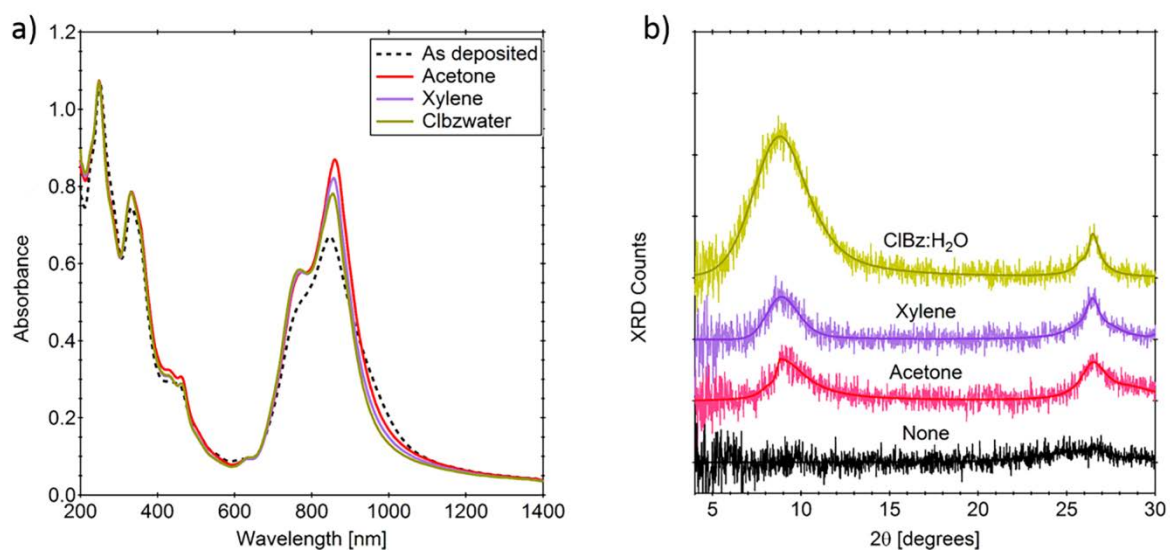 a)
1.2
1.0
0.8
0.6
0.4
0.2
0.0
Absorbance
200 400 600 800 1000 1200 1400
Wavelength [nm]
As deposited
Acetone
Xylene
Clbzwater
b)
XRD Counts
ClBz:H₂O
Xylene
Acetone
None
5 10 15 20 25 30
2θ [degrees]